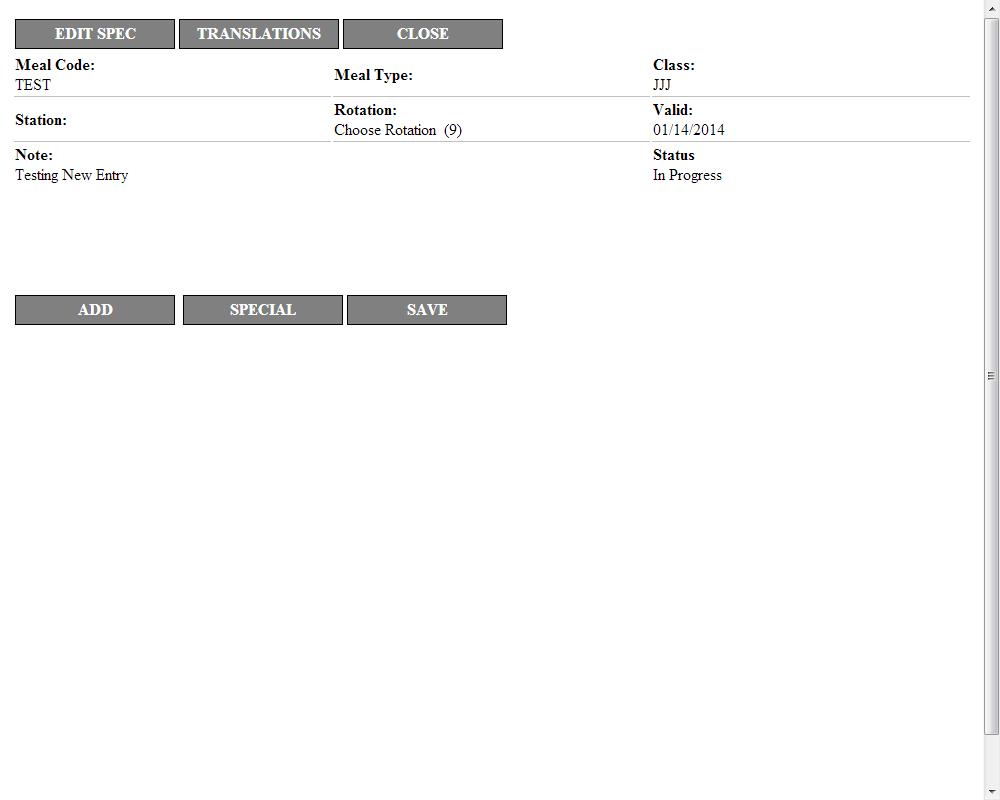 EDIT SPEC TRANSLATIONS CLOSE
Meal Code:
TEST
Meal Type:
Class:
JJJ
Station:
Rotation:
Choose Rotation (9)
Valid:
01/14/2014
Note:
Testing New Entry
Status
In Progress
ADD SPECIAL SAVE